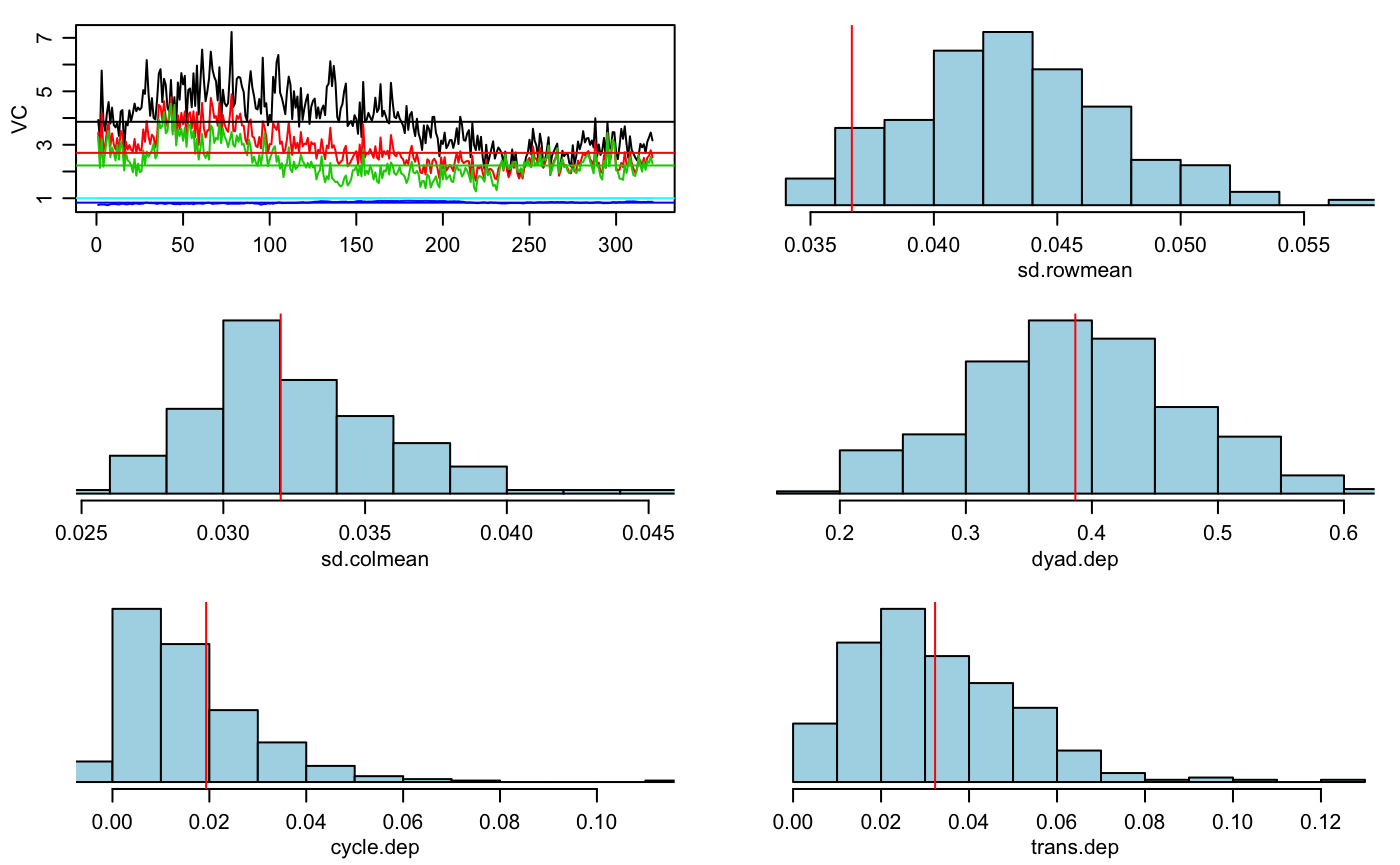 VC
7
5
3
1
0 50 100 150 200 250 300
0.035 0.040 0.045 0.050 0.055
sd.rowmean
0.025 0.030 0.035 0.040 0.045
sd.colmean
0.2 0.3 0.4 0.5 0.6
dyad.dep
0.00 0.02 0.04 0.06 0.08 0.10
cycle.dep
0.00 0.02 0.04 0.06 0.08 0.10 0.12
trans.dep